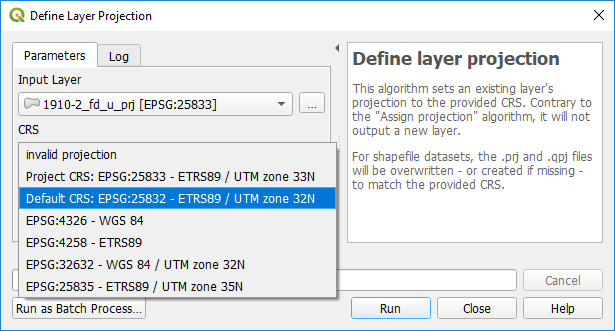 Define Layer Projection
Parameters
Log
Input Layer
1910-2_fd_u_prj [EPSG:25833]
...
CRS
invalid projection
Project CRS: EPSG:25833 - ETRS89 / UTM zone 33N
Default CRS: EPSG:25832 - ETRS89 / UTM zone 32N
EPSG:4326 - WGS 84
EPSG:4258 - ETRS89
EPSG:32632 - WGS 84 / UTM zone 32N
EPSG:25835 - ETRS89 / UTM zone 35N
Define layer projection
This algorithm sets an existing layer's
projection to the provided CRS. Contrary to
the "Assign projection" algorithm, it will not
output a new layer.
For shapefile datasets, the .prj and .qpj files
will be overwritten - or created if missing -
to match the provided CRS.
Cancel
Run as Batch Process...
Run
Close
Help